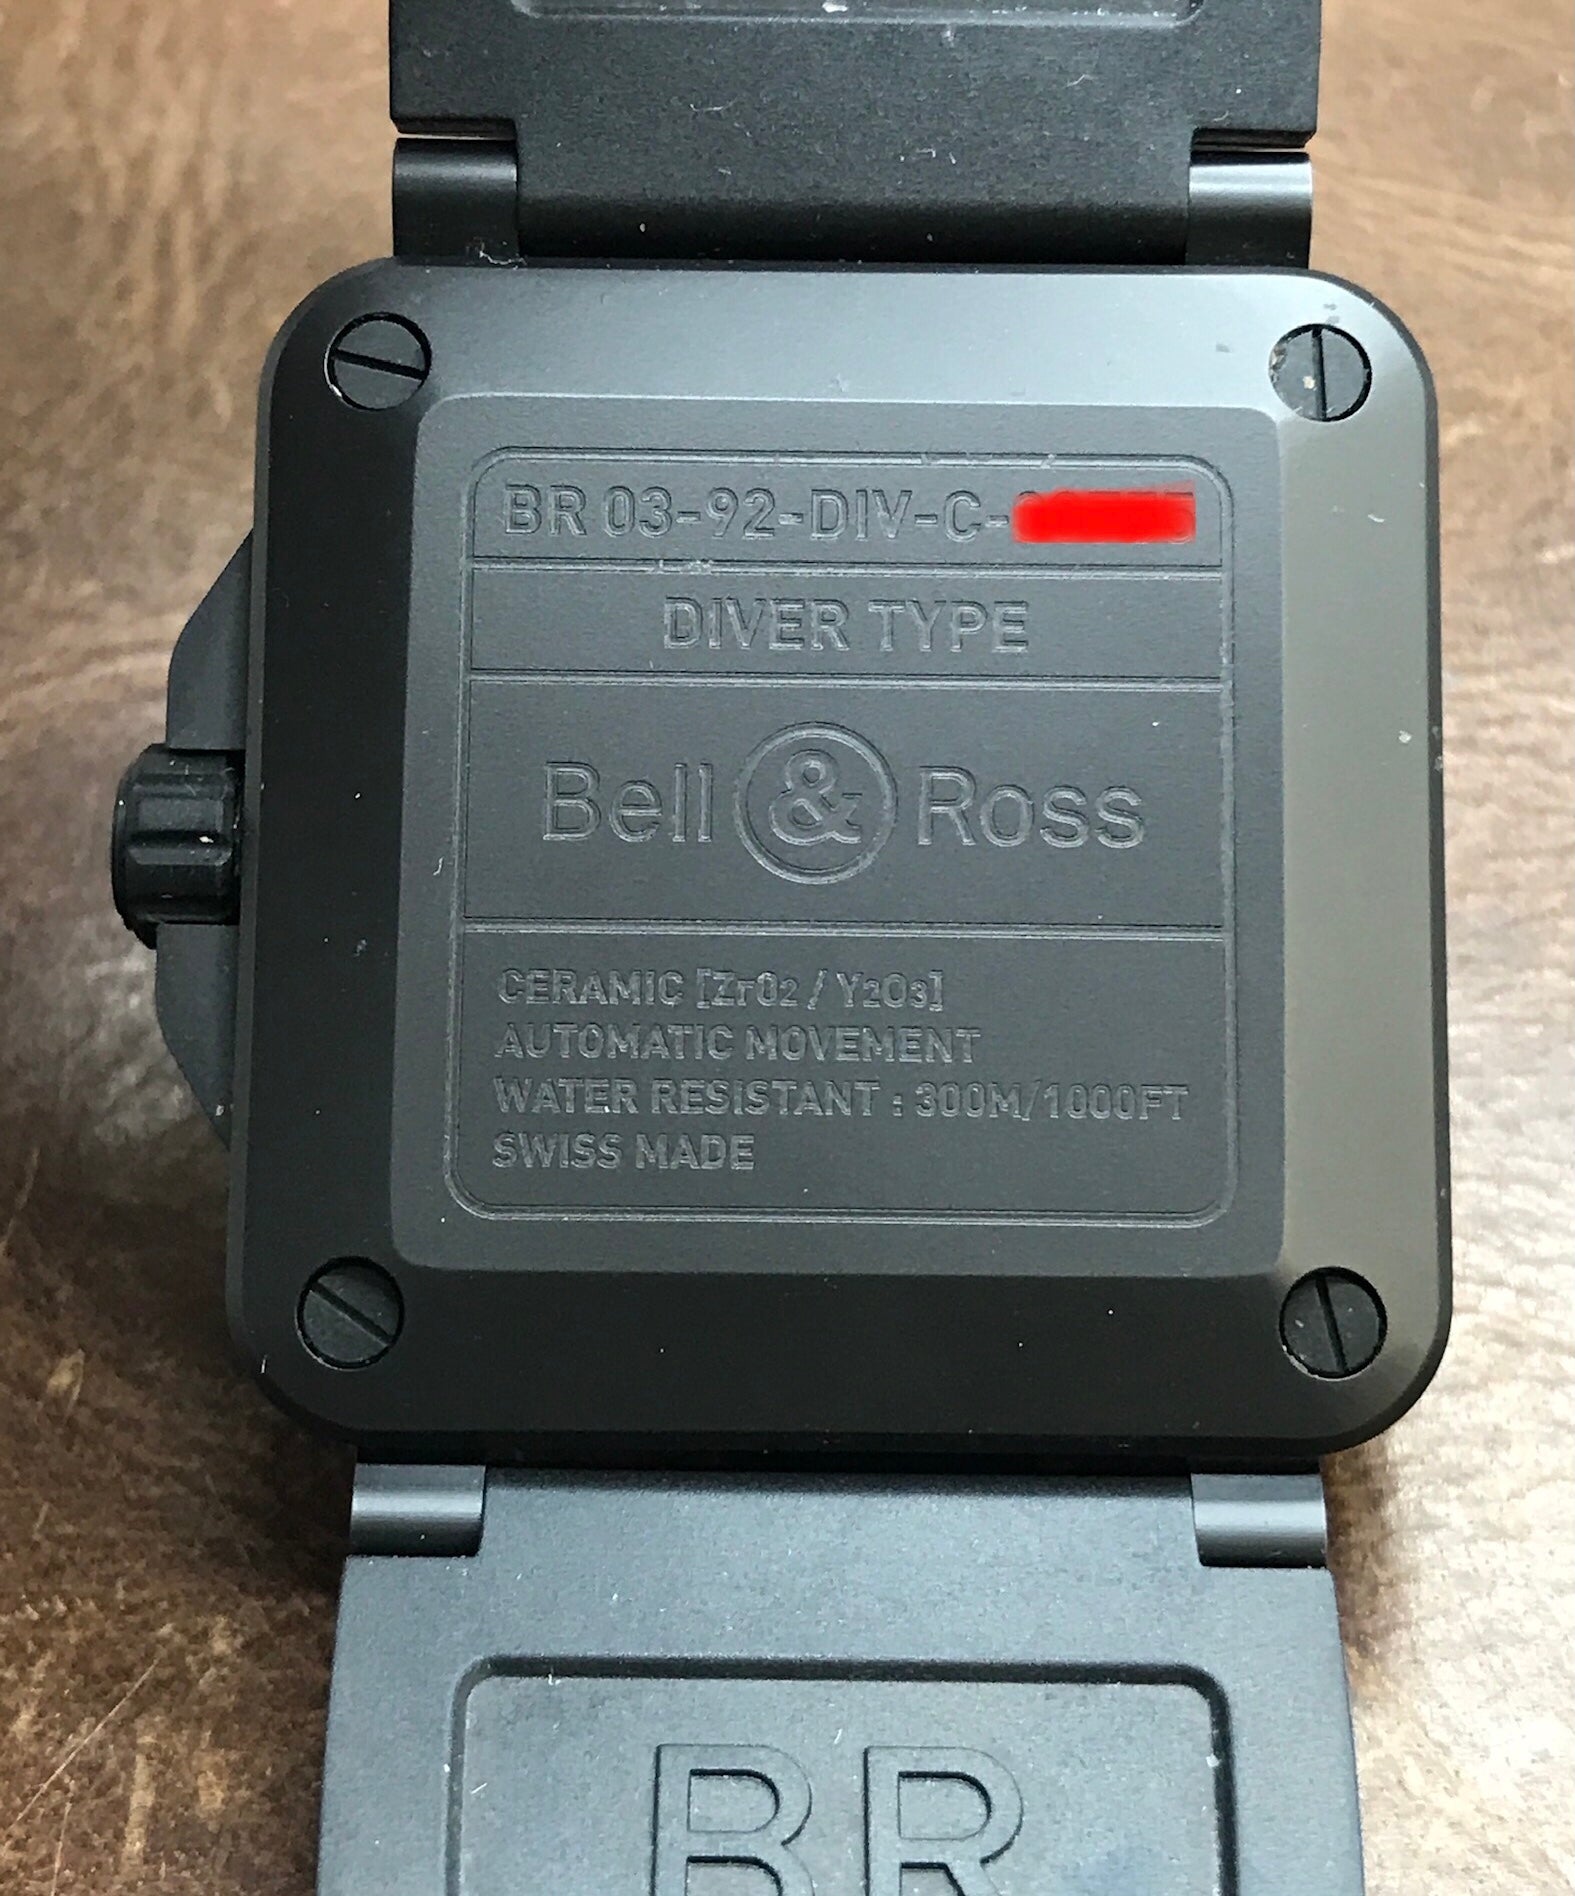 BR 03-92-DIV-C-
DIVER TYPE
Bell & Ross
CERAMIC [ZrO2 / Y2O3]
AUTOMATIC MOVEMENT
WATER RESISTANT : 300M/1000FT
SWISS MADE
BR